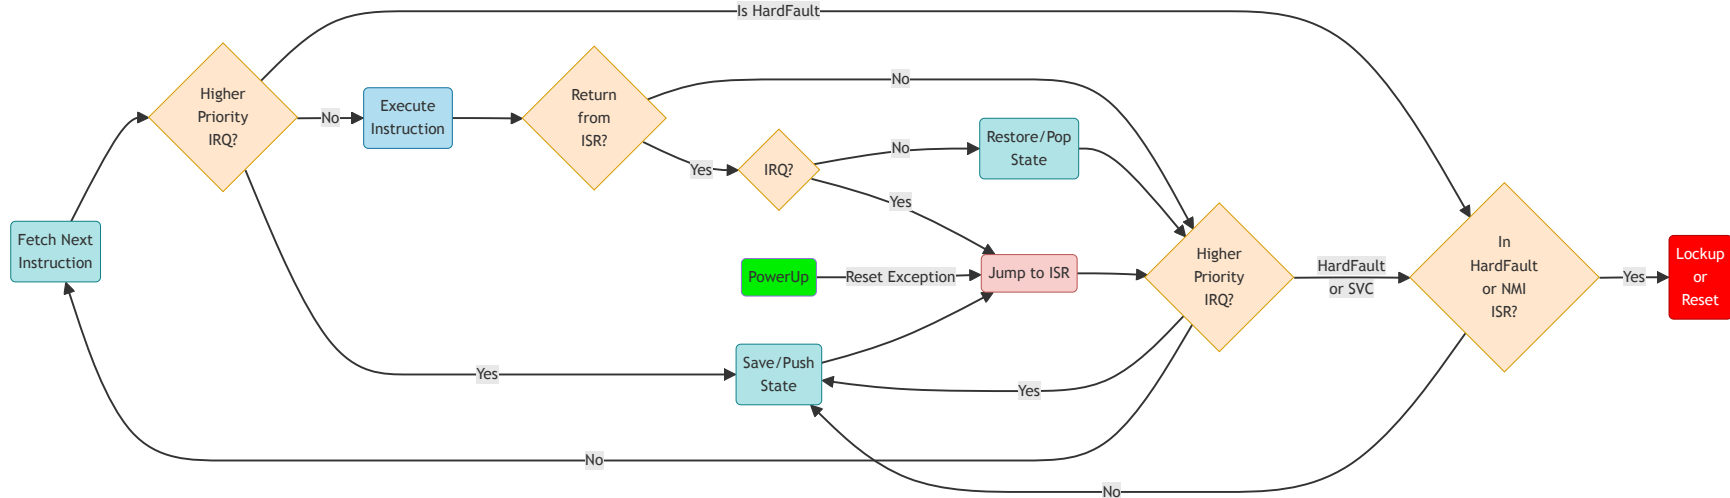 Is HardFault
Higher
Priority
IRQ?
No
Execute
Instruction
Return
from
ISR?
No
Yes
IRQ?
No
Restore/Pop
State
Yes
Fetch Next
Instruction
PowerUp
Reset Exception
Jump to ISR
Higher
Priority
IRQ?
HardFault
or SVC
In
HardFault
or NMI
ISR?
Yes
Lockup
or
Reset
Yes
Save/Push
State
Yes
No
No